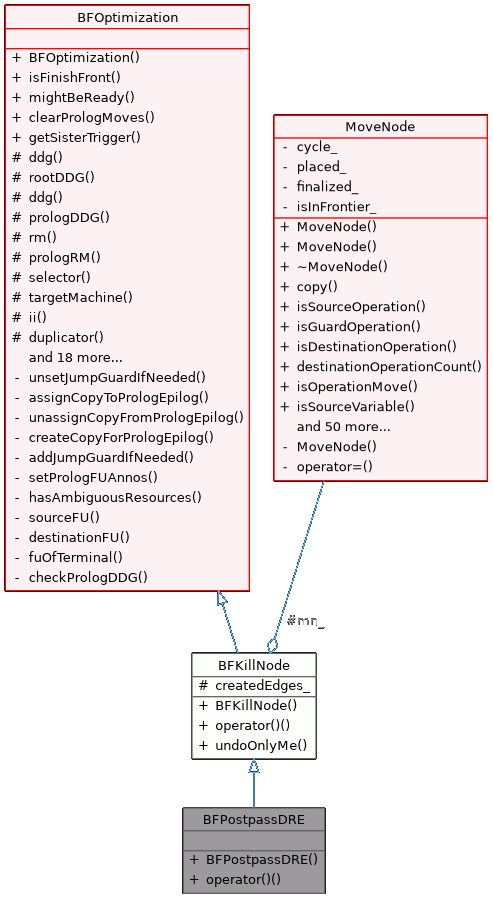 BFOptimization
+ BFOptimization()
+ isFinishFront()
+ mightBeReady()
+ clearPrologMoves()
+ getSisterTrigger()
# ddg()
# rootDDG()
# ddg()
# prologDDG()
# rm()
# prologRM()
# selector()
# targetMachine()
# ii()
# duplicator()
and 18 more...
- unsetJumpGuardIfNeeded()
- assignCopyToPrologEpilog()
- unassignCopyFromPrologEpilog()
- createCopyForPrologEpilog()
- addJumpGuardIfNeeded()
- setPrologFUAnnos()
- hasAmbiguousResources()
- sourceFU()
- destinationFU()
- fuOfTerminal()
- checkPrologDDG()
MoveNode
- cycle_
- placed_
- finalized_
- isInFrontier_
+ MoveNode()
+ MoveNode()
+ ~MoveNode()
+ copy()
+ isSourceOperation()
+ isGuardOperation()
+ isDestinationOperation()
+ destinationOperationCount()
+ isOperationMove()
+ isSourceVariable()
and 50 more...
- MoveNode()
- operator=()
#mn_
BFKillNode
# createdEdges_
+ BFKillNode()
+ operator()()
+ undoOnlyMe()
BFPostpassDRE
+ BFPostpassDRE()
+ operator()()